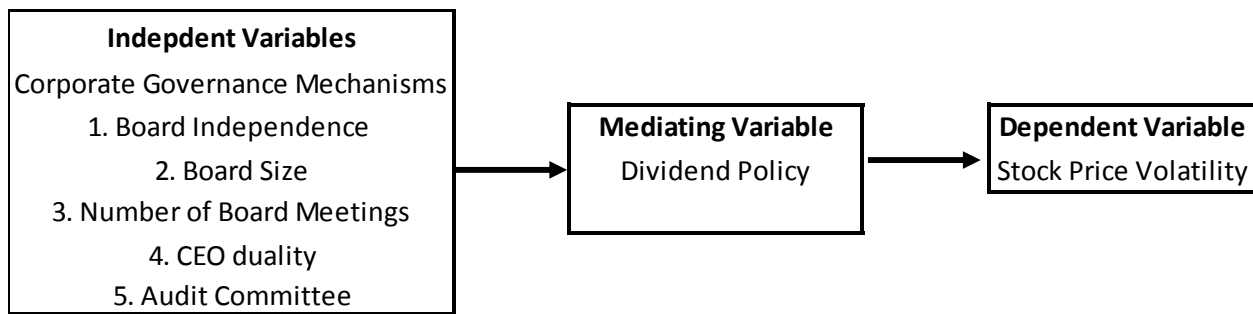 Indepdent Variables
Corporate Governance Mechanisms
1. Board Independence
2. Board Size
3. Number of Board Meetings
4. CEO duality
5. Audit Committee
Mediating Variable
Dividend Policy
Dependent Variable
Stock Price Volatility